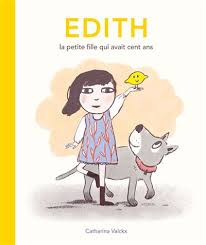 EDITH
la petite fille qui avait cent ans
Catharina Valckx